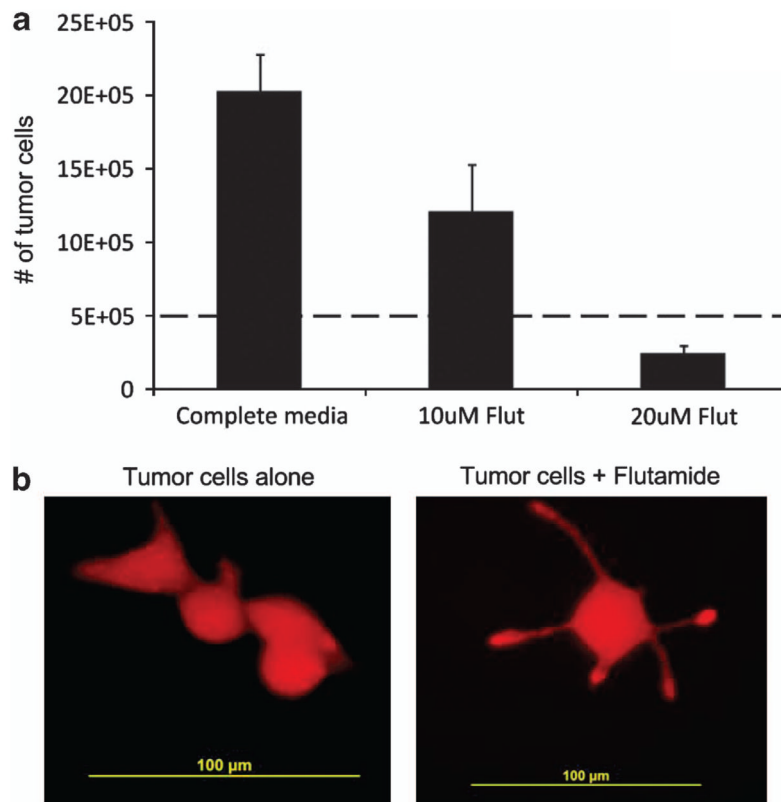 a
25E+05
20E+05
15E+05
10E+05
5E+05
0
# of tumor cells
Complete media
10uM Flut
20uM Flut
b
Tumor cells alone
Tumor cells + Flutamide
100 µm
100 µm